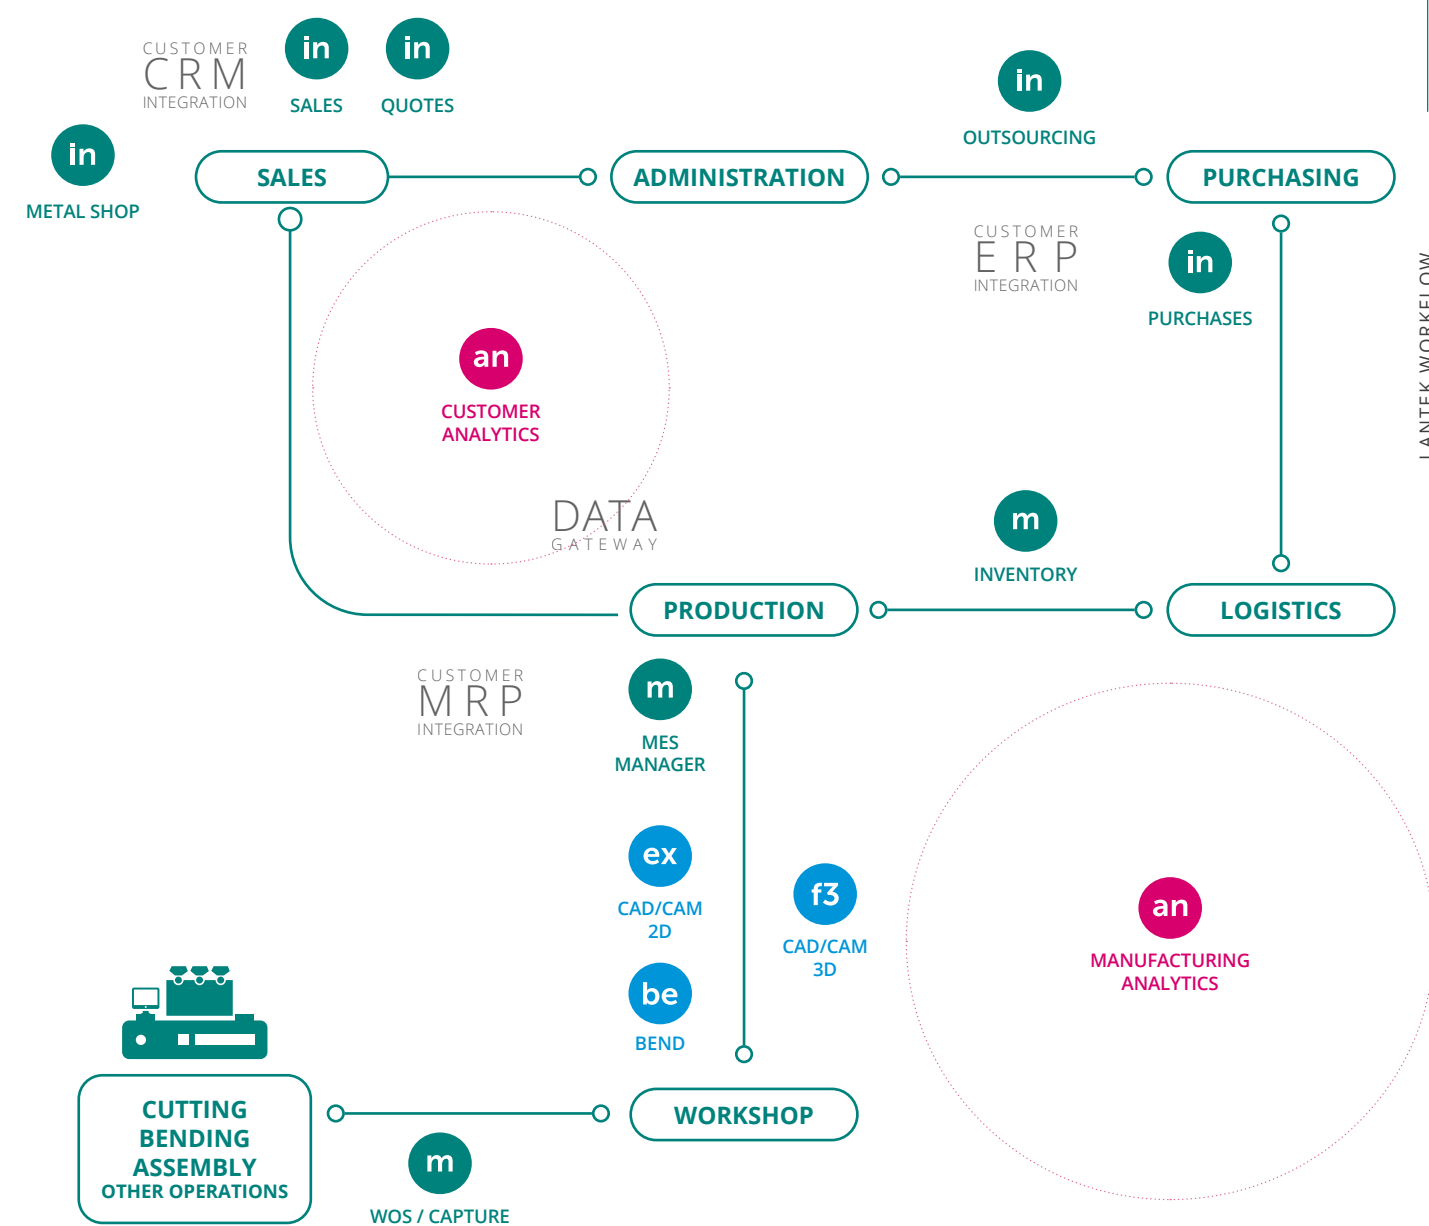 CUSTOMER
CRM
INTEGRATION
in
SALES
in
QUOTES
in
OUTSOURCING
in
METAL SHOP
SALES
ADMINISTRATION
PURCHASING
CUSTOMER
ERP
INTEGRATION
in
PURCHASES
LANTEK WORKFLOW
an
CUSTOMER
ANALYTICS
DATA
GATEWAY
m
INVENTORY
PRODUCTION
LOGISTICS
CUSTOMER
MRP
INTEGRATION
m
MES
MANAGER
ex
CAD/CAM
2D
f3
CAD/CAM
3D
an
MANUFACTURING
ANALYTICS
be
BEND
CUTTING
BENDING
ASSEMBLY
OTHER OPERATIONS
WORKSHOP
m
WOS / CAPTURE